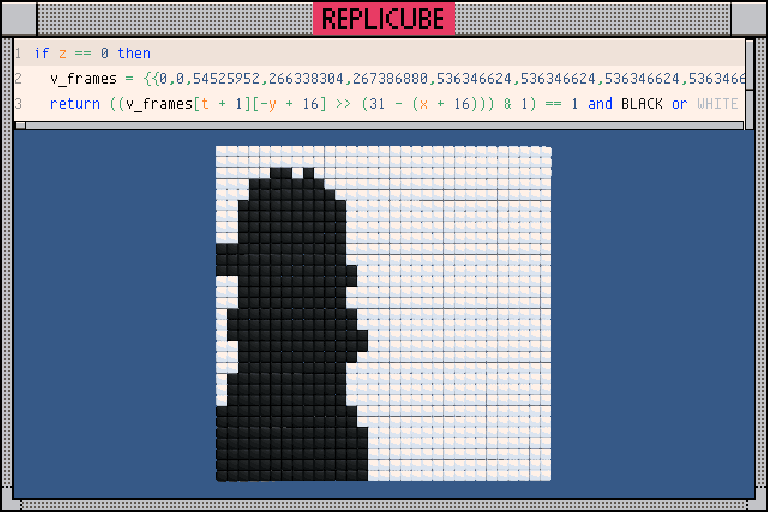 REPLICUBE
1 if z == 0 then
2 v_frames = {{0,0,54525952,266338304,267386880,536346624,536346624,536346624,5363466
3 return ((v_frames[t + 1][-y + 16] >> (31 - (x + 16))) & 1) == 1 and BLACK or WHITE